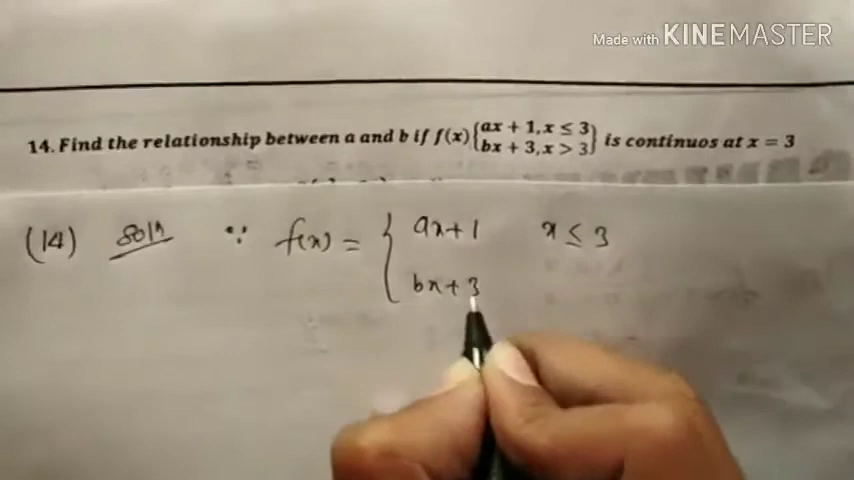 Made with KINEMASTER
14. Find the relationship between a and b if f(x) {ax + 1, x ≤ 3
bx + 3, x > 3} is continuos at x = 3
(14) Soln ∵ f(x) = { ax+1 x ≤ 3
bx+3